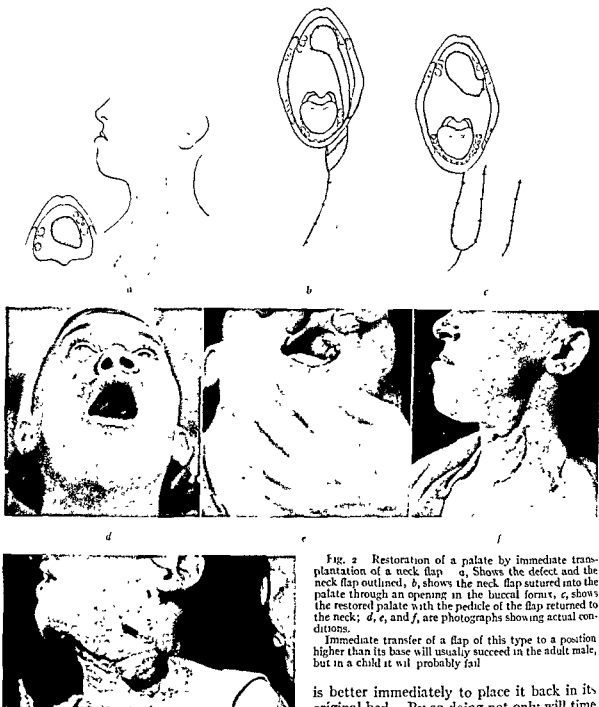 a
b
c
d
e
f
Fig. 2 Restoration of a palate by immediate trans-
plantation of a neck flap a, Shows the defect and the
neck flap outlined, b, shows the neck flap sutured into the
palate through an opening in the buccal fornix, c, shows
the restored palate with the pedicle of the flap returned to
the neck; d, e, and f, are photographs showing actual con-
ditions.
Immediate transfer of a flap of this type to a position
higher than its base will usually succeed in the adult male,
but in a child it will probably fail
is better immediately to place it back in its
original bed. By so doing not only will time